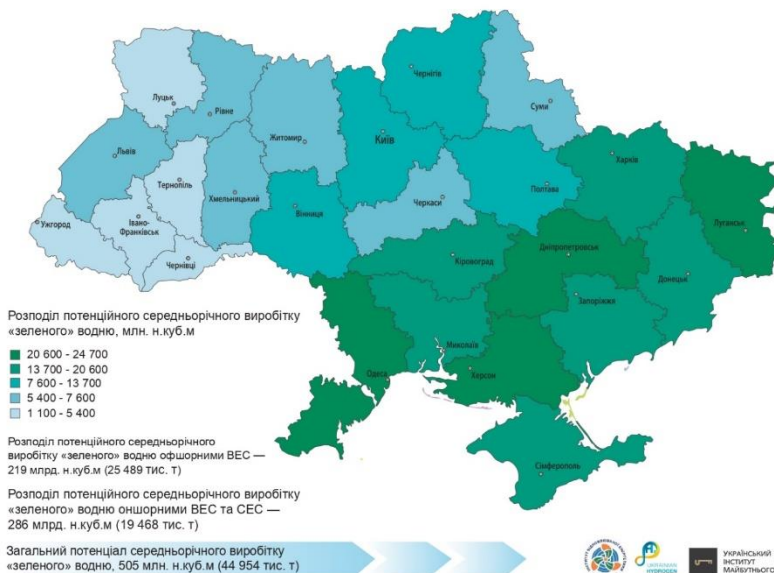 Луцьк
Рівне
Житомир
Київ
Чернігів
Суми
Львів
Тернопіль
Хмельницький
Вінниця
Черкаси
Полтава
Харків
Луганськ
Ужгород
Івано-
Франківськ
Чернівці
Кіровоград
Дніпропетровськ
Донецьк
Запоріжжя
Миколаїв
Одеса
Херсон
Сімферополь
Розподіл потенційного середньорічного виробітку
«зеленого» водню, млн. н.куб.м
20 600 - 24 700
13 700 - 20 600
7 600 - 13 700
5 400 - 7 600
1 100 - 5 400
Розподіл потенційного середньорічного
виробітку «зеленого» водню офшорними ВЕС —
219 млрд. н.куб.м (25 489 тис. т)
Розподіл потенційного середньорічного виробітку
«зеленого» водню оншорними ВЕС та СЕС —
286 млрд. н.куб.м (19 468 тис. т)
Загальний потенціал середньорічного виробітку
«зеленого» водню, 505 млн. н.куб.м (44 954 тис. т)
UKRAINIAN
HYDROGEN
УКРАЇНСЬКИЙ
ІНСТИТУТ
МАЙБУТНЬОГО